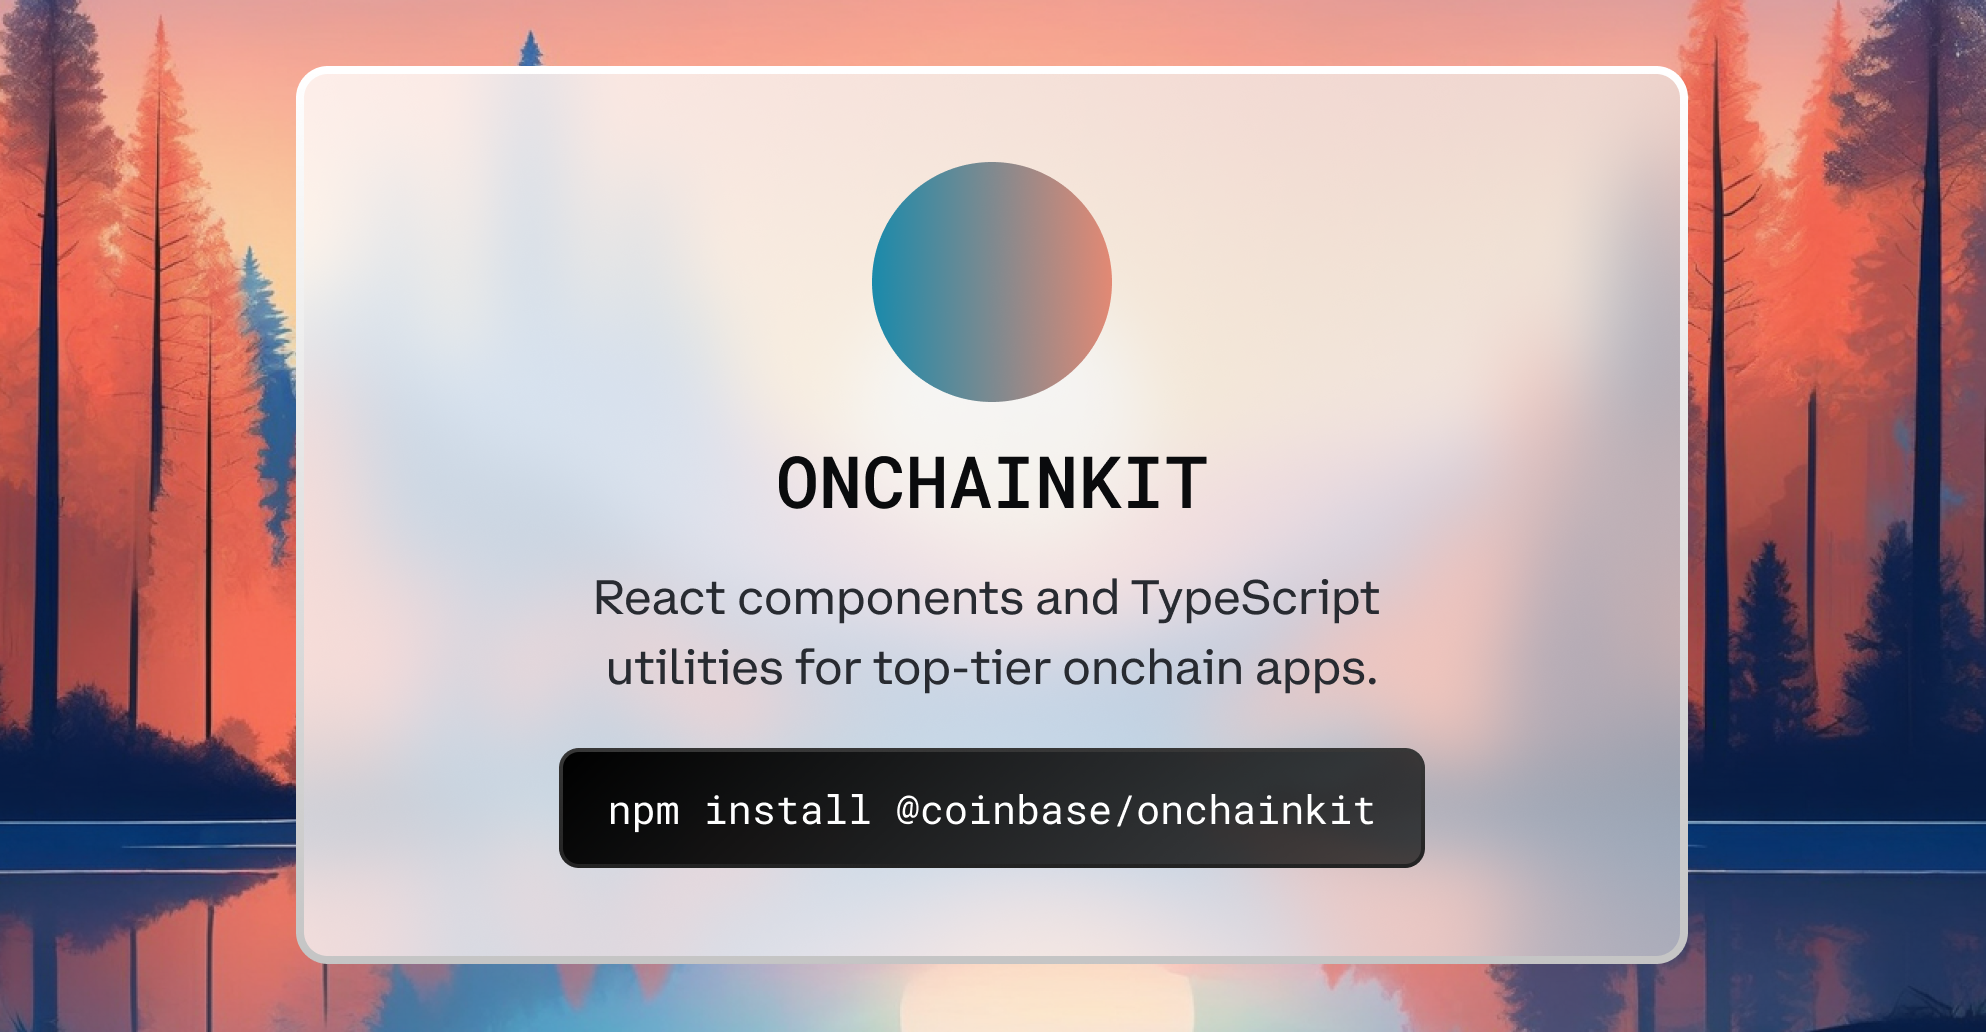 ONCHAINKIT
React components and TypeScript
utilities for top-tier onchain apps.
npm install @coinbase/onchainkit